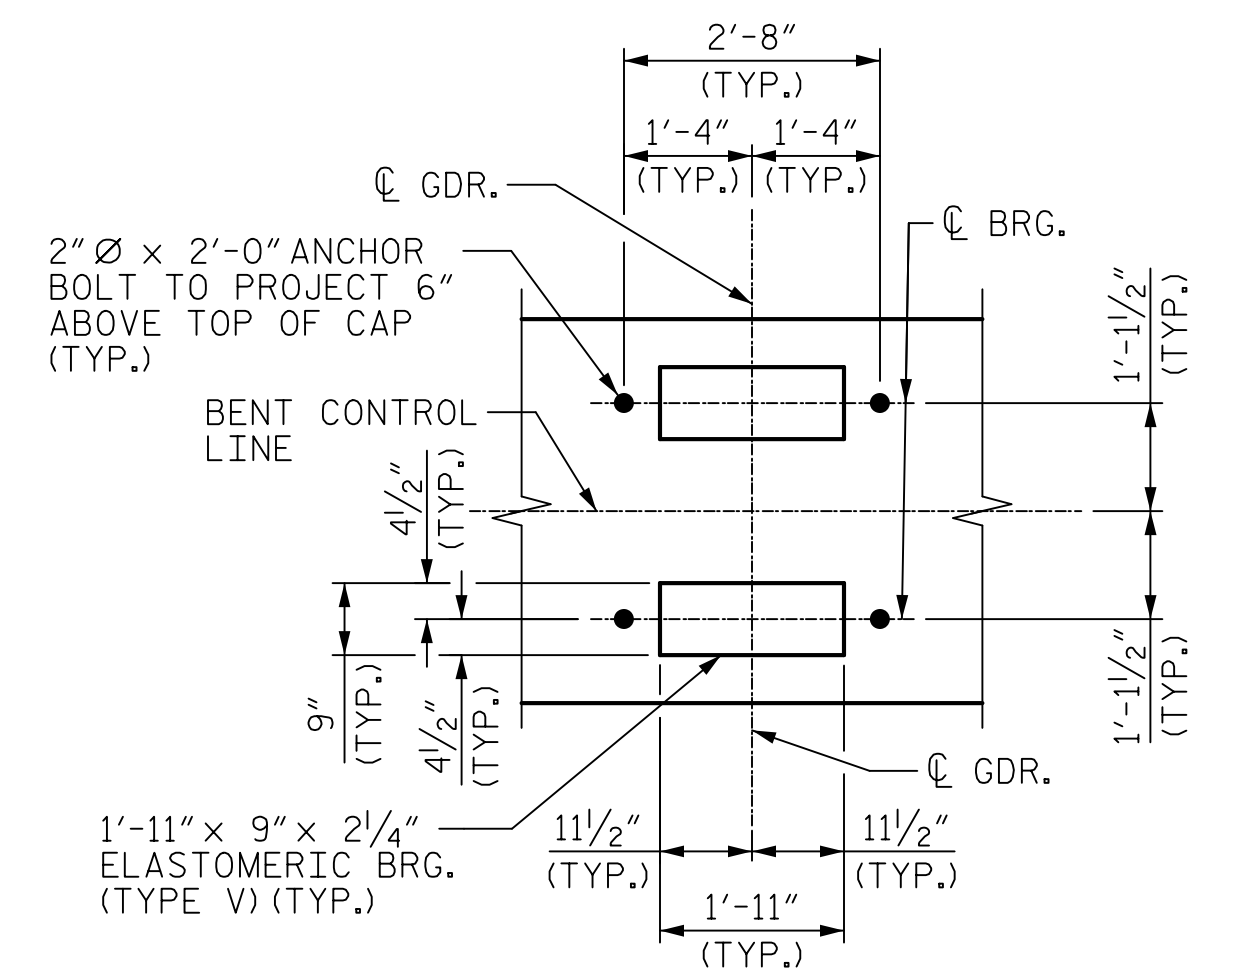 2'-8"
(TYP.)
1'-4" 1'-4"
(TYP.) (TYP.)
℄ GDR.
℄ BRG.
2"Ø x 2'-0" ANCHOR
BOLT TO PROJECT 6"
ABOVE TOP OF CAP
(TYP.)
1'-1½"
(TYP.)
BENT CONTROL
LINE
4½"
(TYP.)
9"
(TYP.)
4½"
(TYP.)
1'-1½"
(TYP.)
℄ GDR.
1'-11" x 9" x 2¼"
ELASTOMERIC BRG.
(TYPE V) (TYP.)
11½" 11½"
(TYP.) (TYP.)
1'-11"
(TYP.)